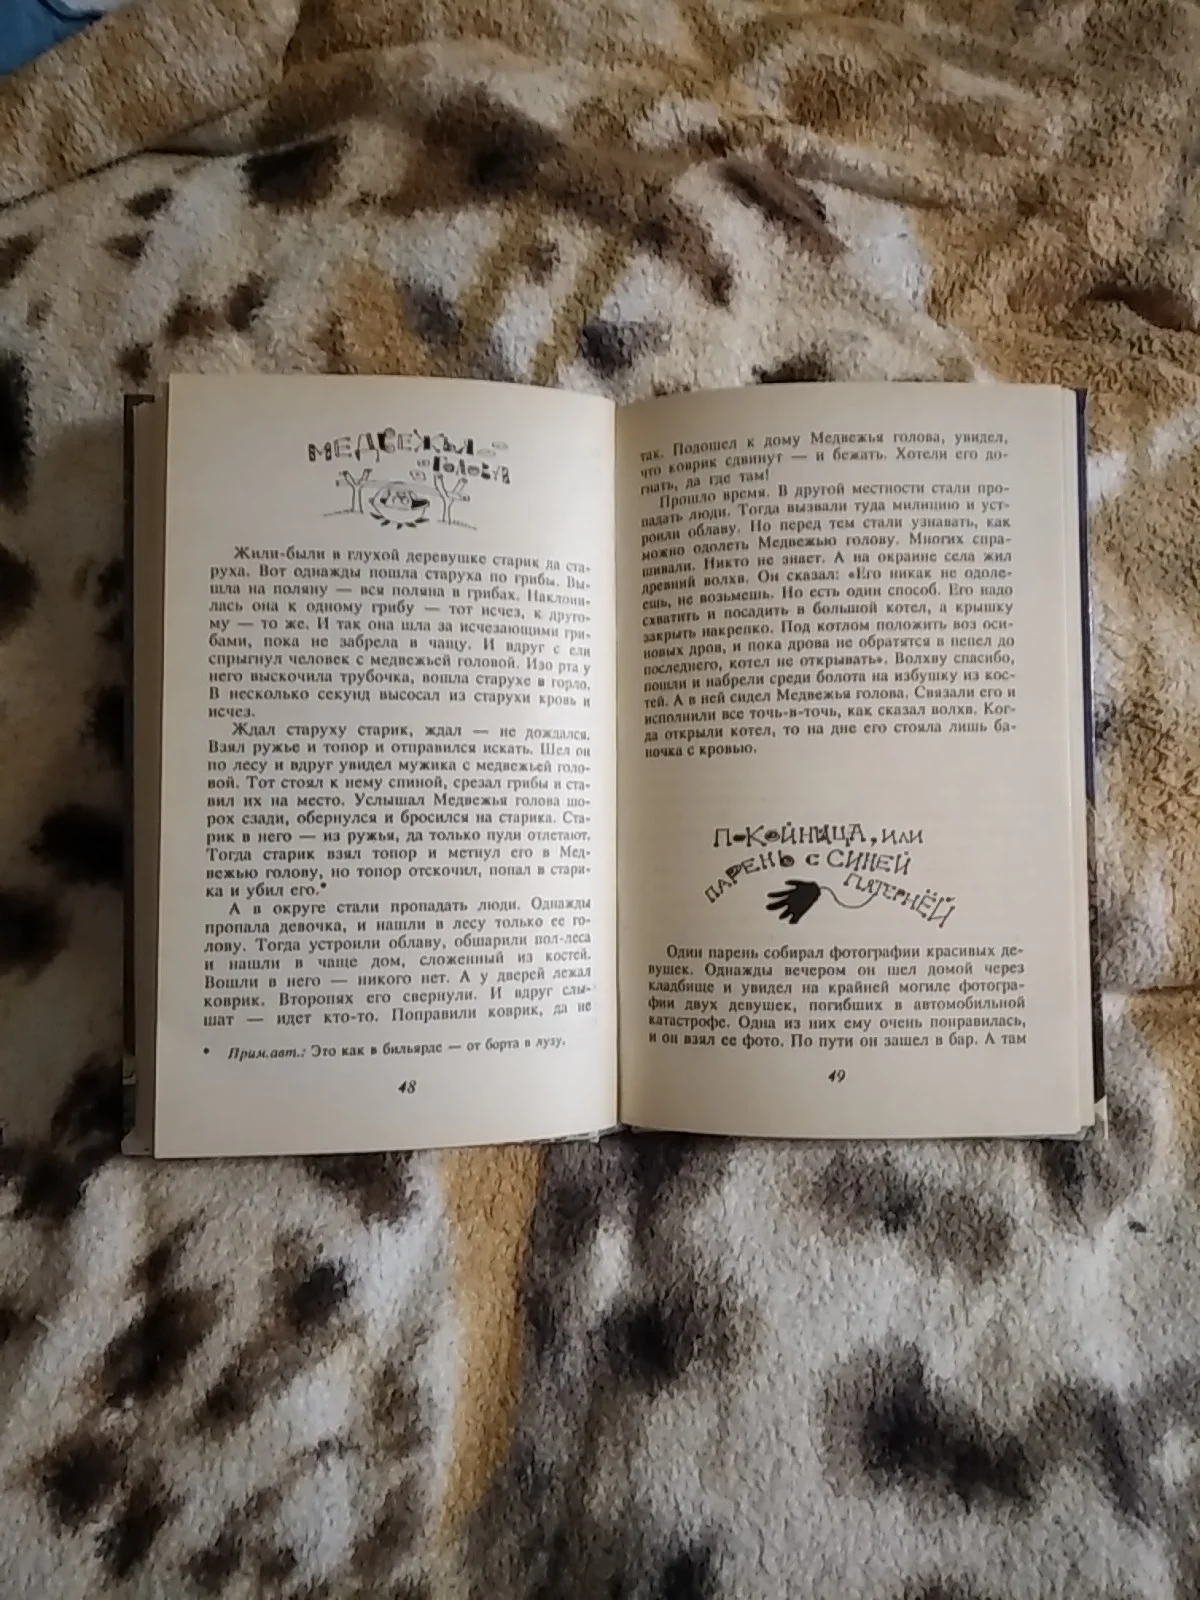 МЕДВЕЖЬЯ
ГОЛОВА
Жили-были в глухой деревушке старик да ста-
руха. Вот однажды пошла старуха по грибы. Вы-
шла на поляну — вся поляна в грибах. Наклони-
лась она к одному грибу — тот исчез, к друго-
му — то же. И так она шла за исчезающими гри-
бами, пока не забрела в чащу. И вдруг с ели
спрыгнул человек с медвежьей головой. Изо рта у
него выскочила трубочка, вошла старухе в горло.
В несколько секунд высосал из старухи кровь и
исчез.
Ждал старуху старик, ждал — не дождался.
Взял ружье и топор и отправился искать. Шел он
по лесу и вдруг увидел мужика с медвежьей голо-
вой. Тот стоял к нему спиной, срезал грибы и ста-
вил их на место. Услышал Медвежья голова шо-
рох сзади, обернулся и бросился на старика. Ста-
рик в него — из ружья, да только пули отлетают.
Тогда старик взял топор и метнул его в Мед-
вежью голову, но топор отскочил, попал в стари-
ка и убил его.*
А в округе стали пропадать люди. Однажды
пропала девочка, и нашли в лесу только ее го-
лову. Тогда устроили облаву, обшарили пол-леса
и нашли в чаще дом, сложенный из костей.
Вошли в него — никого нет. А у дверей лежал
коврик. Второпях его свернули. И вдруг слы-
шат — идет кто-то. Поправили коврик, да не
* Прим.авт.: Это как в бильярде — от борта в лузу.
48
так. Подошел к дому Медвежья голова, увидел,
что коврик сдвинут — и бежать. Хотели его до-
гнать, да где там!
Прошло время. В другой местности стали про-
падать люди. Тогда вызвали туда милицию и уст-
роили облаву. Но перед тем стали узнавать, как
можно одолеть Медвежью голову. Многих спра-
шивали. Никто не знает. А на окраине села жил
древний волхв. Он сказал: «Его никак не одоле-
ешь, не возьмешь. Но есть один способ. Его надо
схватить и посадить в большой котел, а крышку
закрыть накрепко. Под котлом положить воз оси-
новых дров, и пока дрова не обратятся в пепел до
последнего, котел не открывать». Волхву спасибо,
пошли и набрели среди болота на избушку из кос-
тей. А в ней сидел Медвежья голова. Связали его и
исполнили все точь-в-точь, как сказал волхв. Ког-
да открыли котел, то на дне его стояла лишь ба-
ночка с кровью.
ПОКОЙНИЦА, ИЛИ
ПАРЕНЬ С СИНЕЙ
ПЯТЕРНЁЙ
Один парень собирал фотографии красивых де-
вушек. Однажды вечером он шел домой через
кладбище и увидел на крайней могиле фотогра-
фии двух девушек, погибших в автомобильной
катастрофе. Одна из них ему очень понравилась,
и он взял ее фото. По пути он зашел в бар. А там
49